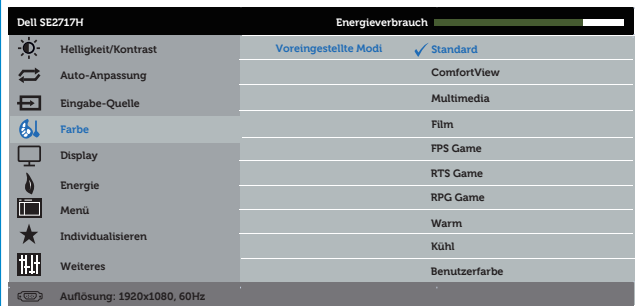 Dell SE2717H Energieverbrauch
Helligkeit/Kontrast Voreingestellte Modi Standard
Auto-Anpassung ComfortView
Eingabe-Quelle Multimedia
Farbe Film
Display FPS Game
Energie RTS Game
Menü RPG Game
Individualisieren Warm
Kühl
Weiteres Benutzerfarbe
Auflösung: 1920x1080, 60Hz